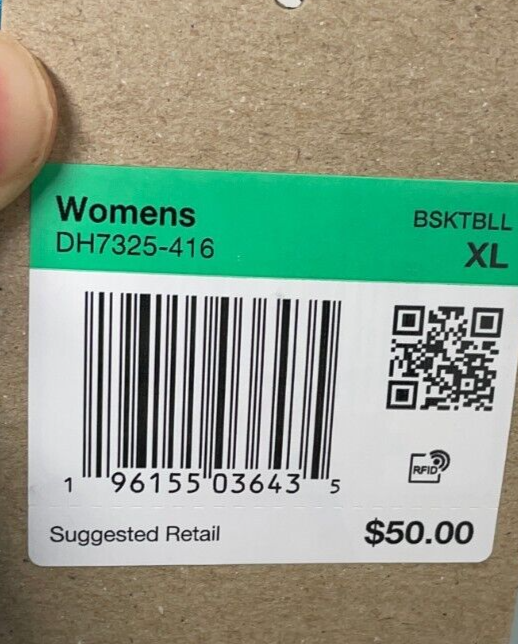 Womens
BSKTBLL
DH7325-416
XL
RFID
1 96155 03643 5
Suggested Retail
$50.00